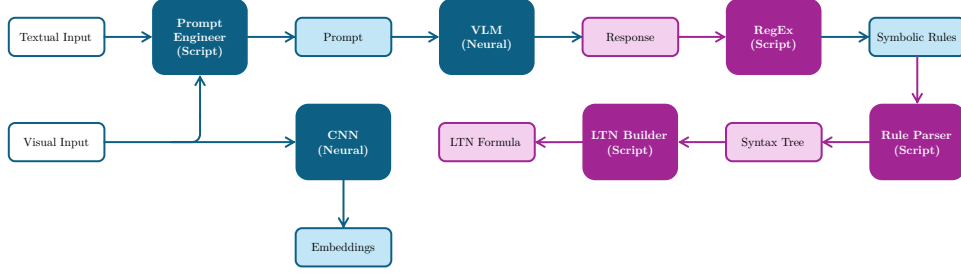 Textual Input
Prompt
Engineer
(Script)
Prompt
VLM
(Neural)
Response
RegEx
(Script)
Symbolic Rules
Visual Input
CNN
(Neural)
LTN Formula
LTN Builder
(Script)
Syntax Tree
Rule Parser
(Script)
Embeddings